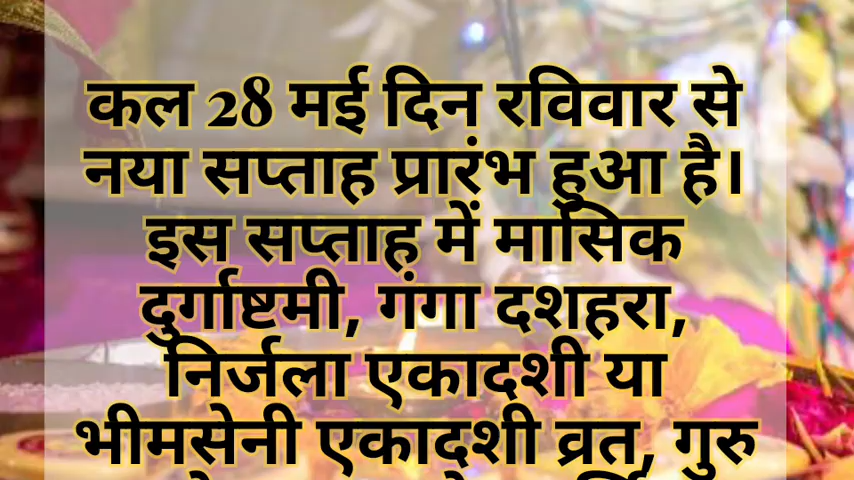 कल 28 मई दिन रविवार से
नया सप्ताह प्रारंभ हुआ है।
इस सप्ताह में मासिक
दुर्गाष्टमी, गंगा दशहरा,
निर्जला एकादशी या
भीमसेनी एकादशी व्रत, गुरु